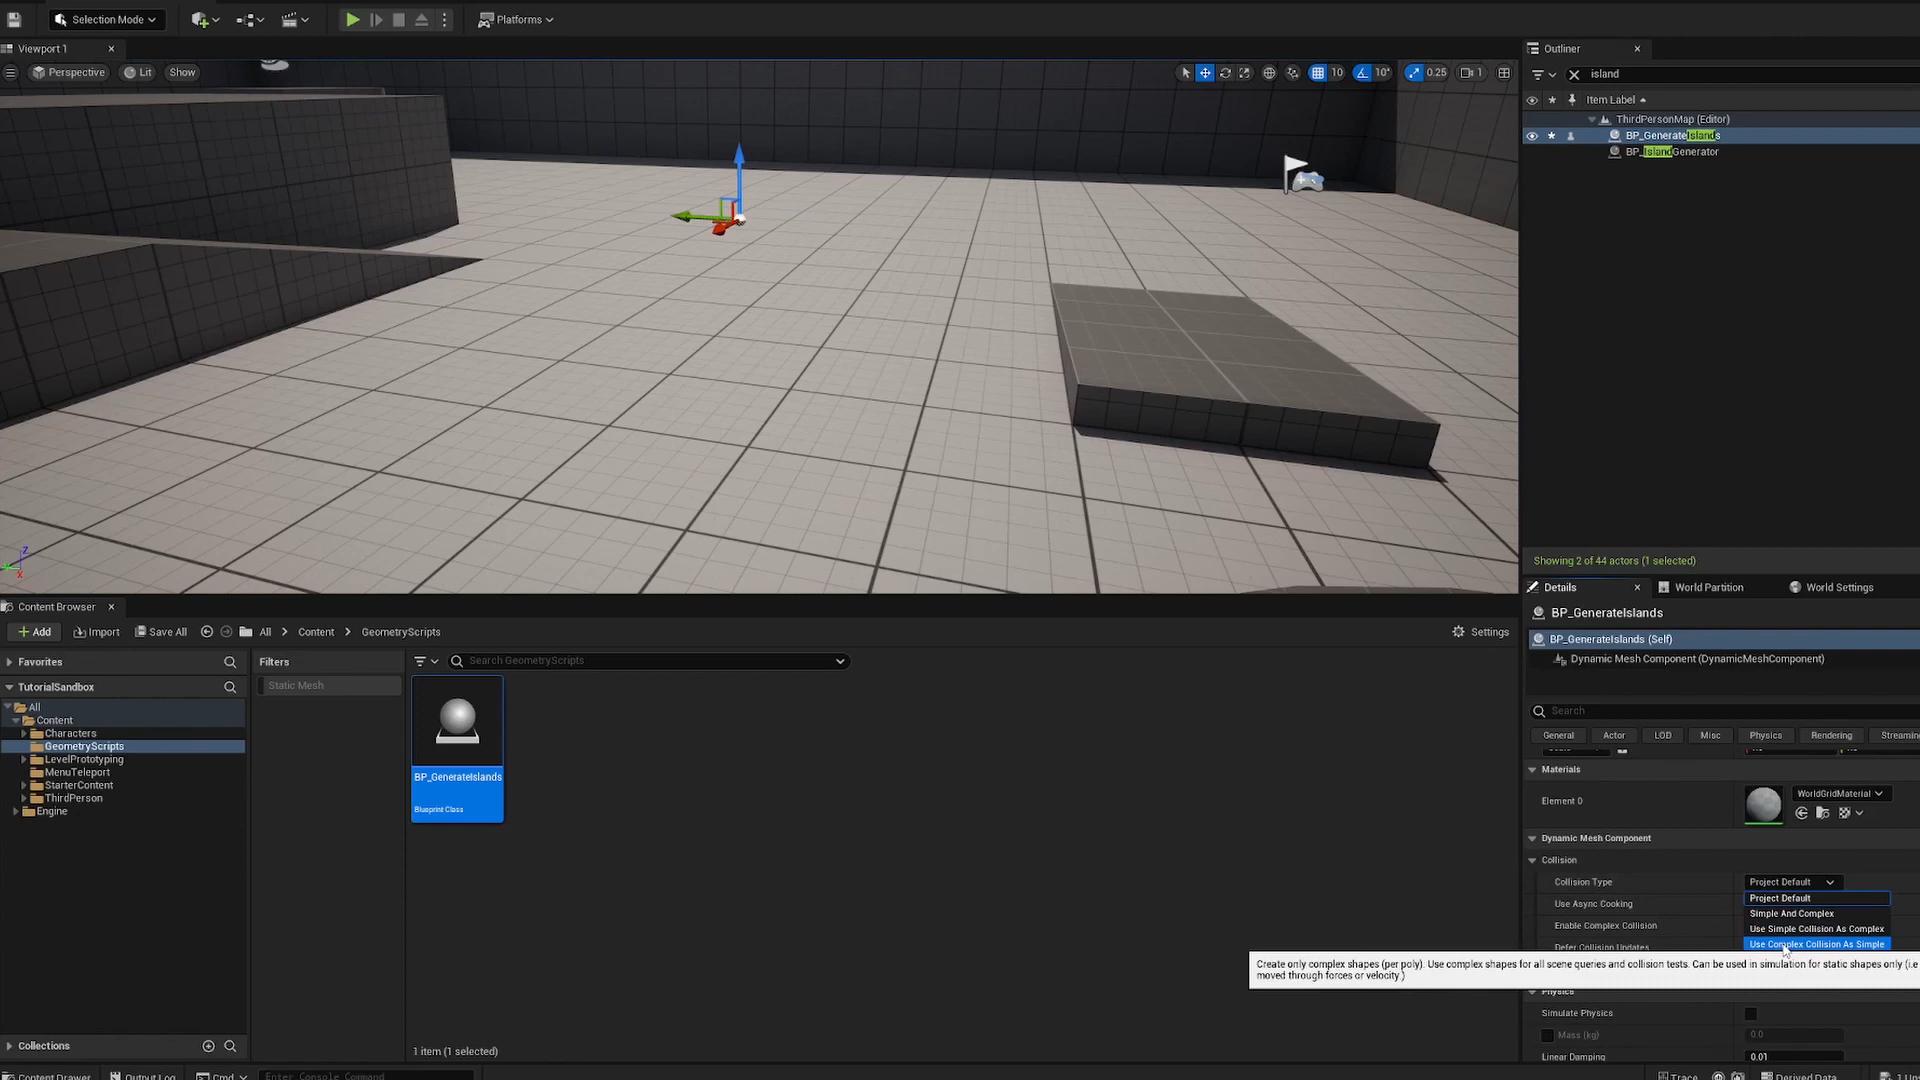 Selection Mode
Platforms
Viewport 1
Perspective
Lit
Show
10
10°
0.25
1
Outliner
island
Item Label
ThirdPersonMap (Editor)
BP_GenerateIslands
BP_IslandGenerator
Showing 2 of 44 actors (1 selected)
Details
World Partition
World Settings
BP_GenerateIslands
BP_GenerateIslands (Self)
Dynamic Mesh Component (DynamicMeshComponent)
Search
General
Actor
LOD
Misc
Physics
Rendering
Streaming
Materials
Element 0
WorldGridMaterial
Dynamic Mesh Component
Collision
Collision Type
Project Default
Project Default
Simple And Complex
Use Simple Collision As Complex
Use Complex Collision As Simple
Use Async Cooking
Enable Complex Collision
Defer Collision Updates
Create only complex shapes (per poly). Use complex shapes for all scene queries and collision tests. Can be used in simulation for static shapes only (i.e
moved through forces or velocity.)
Physics
Simulate Physics
Mass (kg)
0.0
Linear Damping
0.01
Content Browser
Add
Import
Save All
All
Content
GeometryScripts
Settings
Favorites
Filters
Search GeometryScripts
Static Mesh
TutorialSandbox
All
Content
Characters
GeometryScripts
LevelPrototyping
MenuTeleport
StarterContent
ThirdPerson
Engine
BP_GenerateIslands
Blueprint Class
Collections
1 item (1 selected)
Content Drawer
Output Log
Cmd
Enter Console Command
Trace
Derived Data